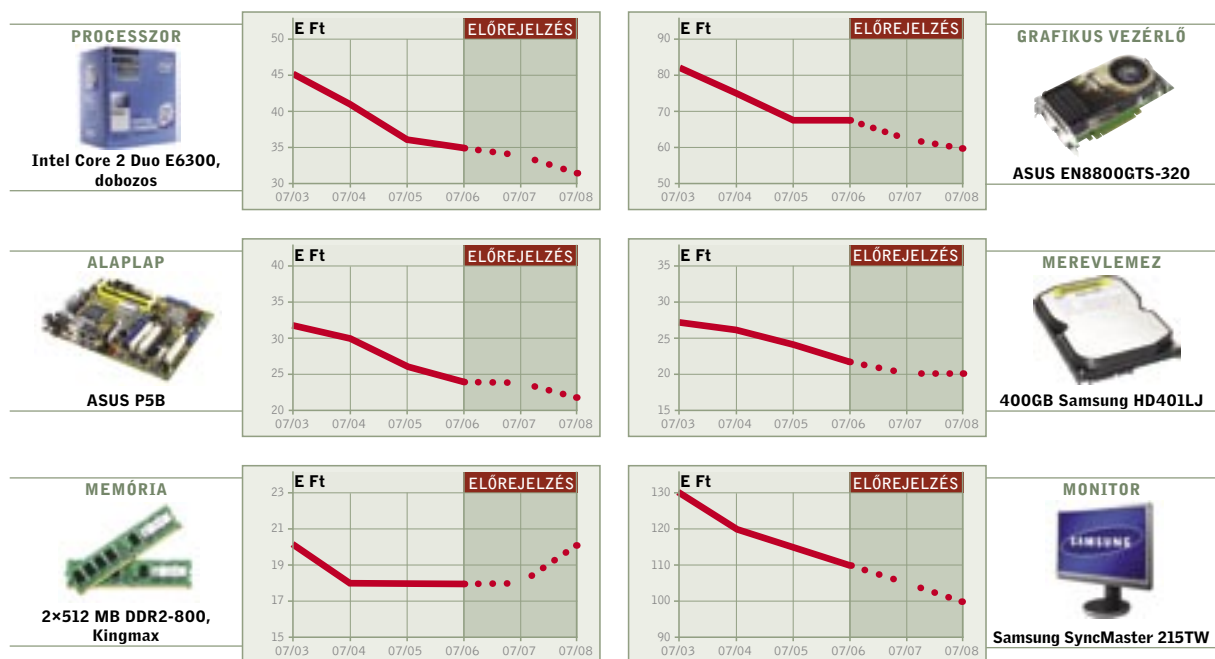 PROCESSZOR
Intel Core 2 Duo E6300,
dobozos
E Ft
ELŐREJELZÉS
50
45
40
35
30
07/03 07/04 07/05 07/06 07/07 07/08
E Ft
ELŐREJELZÉS
90
80
70
60
50
07/03 07/04 07/05 07/06 07/07 07/08
GRAFIKUS VEZÉRLŐ
ASUS EN8800GTS-320
ALAPLAP
ASUS P5B
E Ft
ELŐREJELZÉS
40
35
30
25
20
07/03 07/04 07/05 07/06 07/07 07/08
E Ft
ELŐREJELZÉS
35
30
25
20
15
07/03 07/04 07/05 07/06 07/07 07/08
MEREVLEMEZ
400GB Samsung HD401LJ
MEMÓRIA
2×512 MB DDR2-800,
Kingmax
E Ft
ELŐREJELZÉS
23
21
19
18
17
15
07/03 07/04 07/05 07/06 07/07 07/08
E Ft
ELŐREJELZÉS
130
120
110
100
90
07/03 07/04 07/05 07/06 07/07 07/08
MONITOR
SAMSUNG
Samsung SyncMaster 215TW